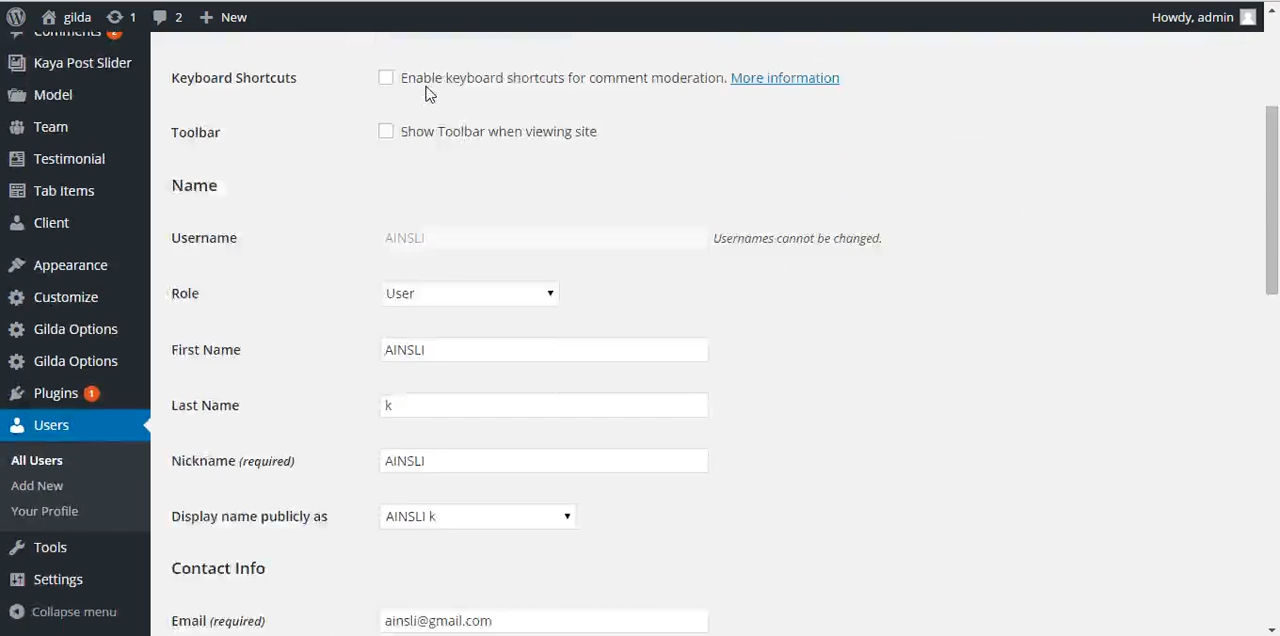 gilda 1 2 New Howdy, admin
Comments 2
Kaya Post Slider
Model
Team
Testimonial
Tab Items
Client
Appearance
Customize
Gilda Options
Gilda Options
Plugins 1
Users
All Users
Add New
Your Profile
Tools
Settings
Collapse menu
Keyboard Shortcuts Enable keyboard shortcuts for comment moderation. More information
Toolbar Show Toolbar when viewing site
Name
Username AINSLI Usernames cannot be changed.
Role User
First Name AINSLI
Last Name k
Nickname (required) AINSLI
Display name publicly as AINSLI k
Contact Info
Email (required) ainsli@gmail.com